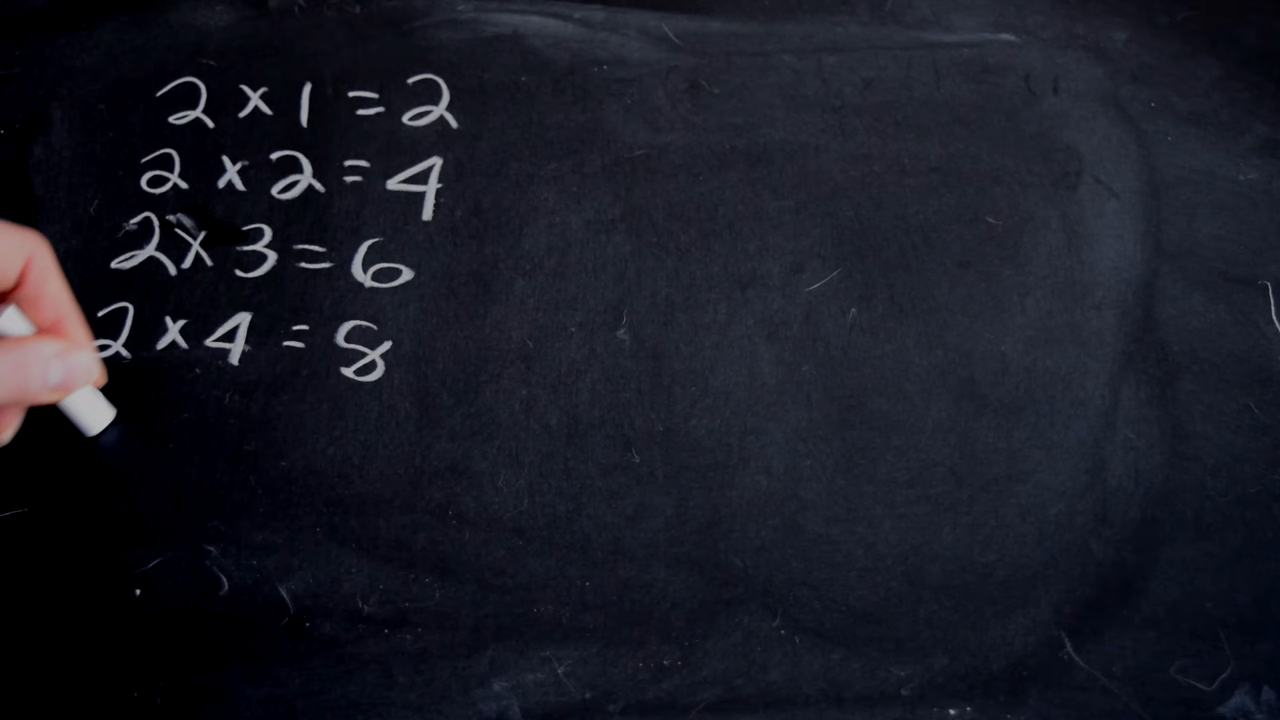 2 × 1 = 2
2 × 2 = 4
2 × 3 = 6
2 × 4 = 8